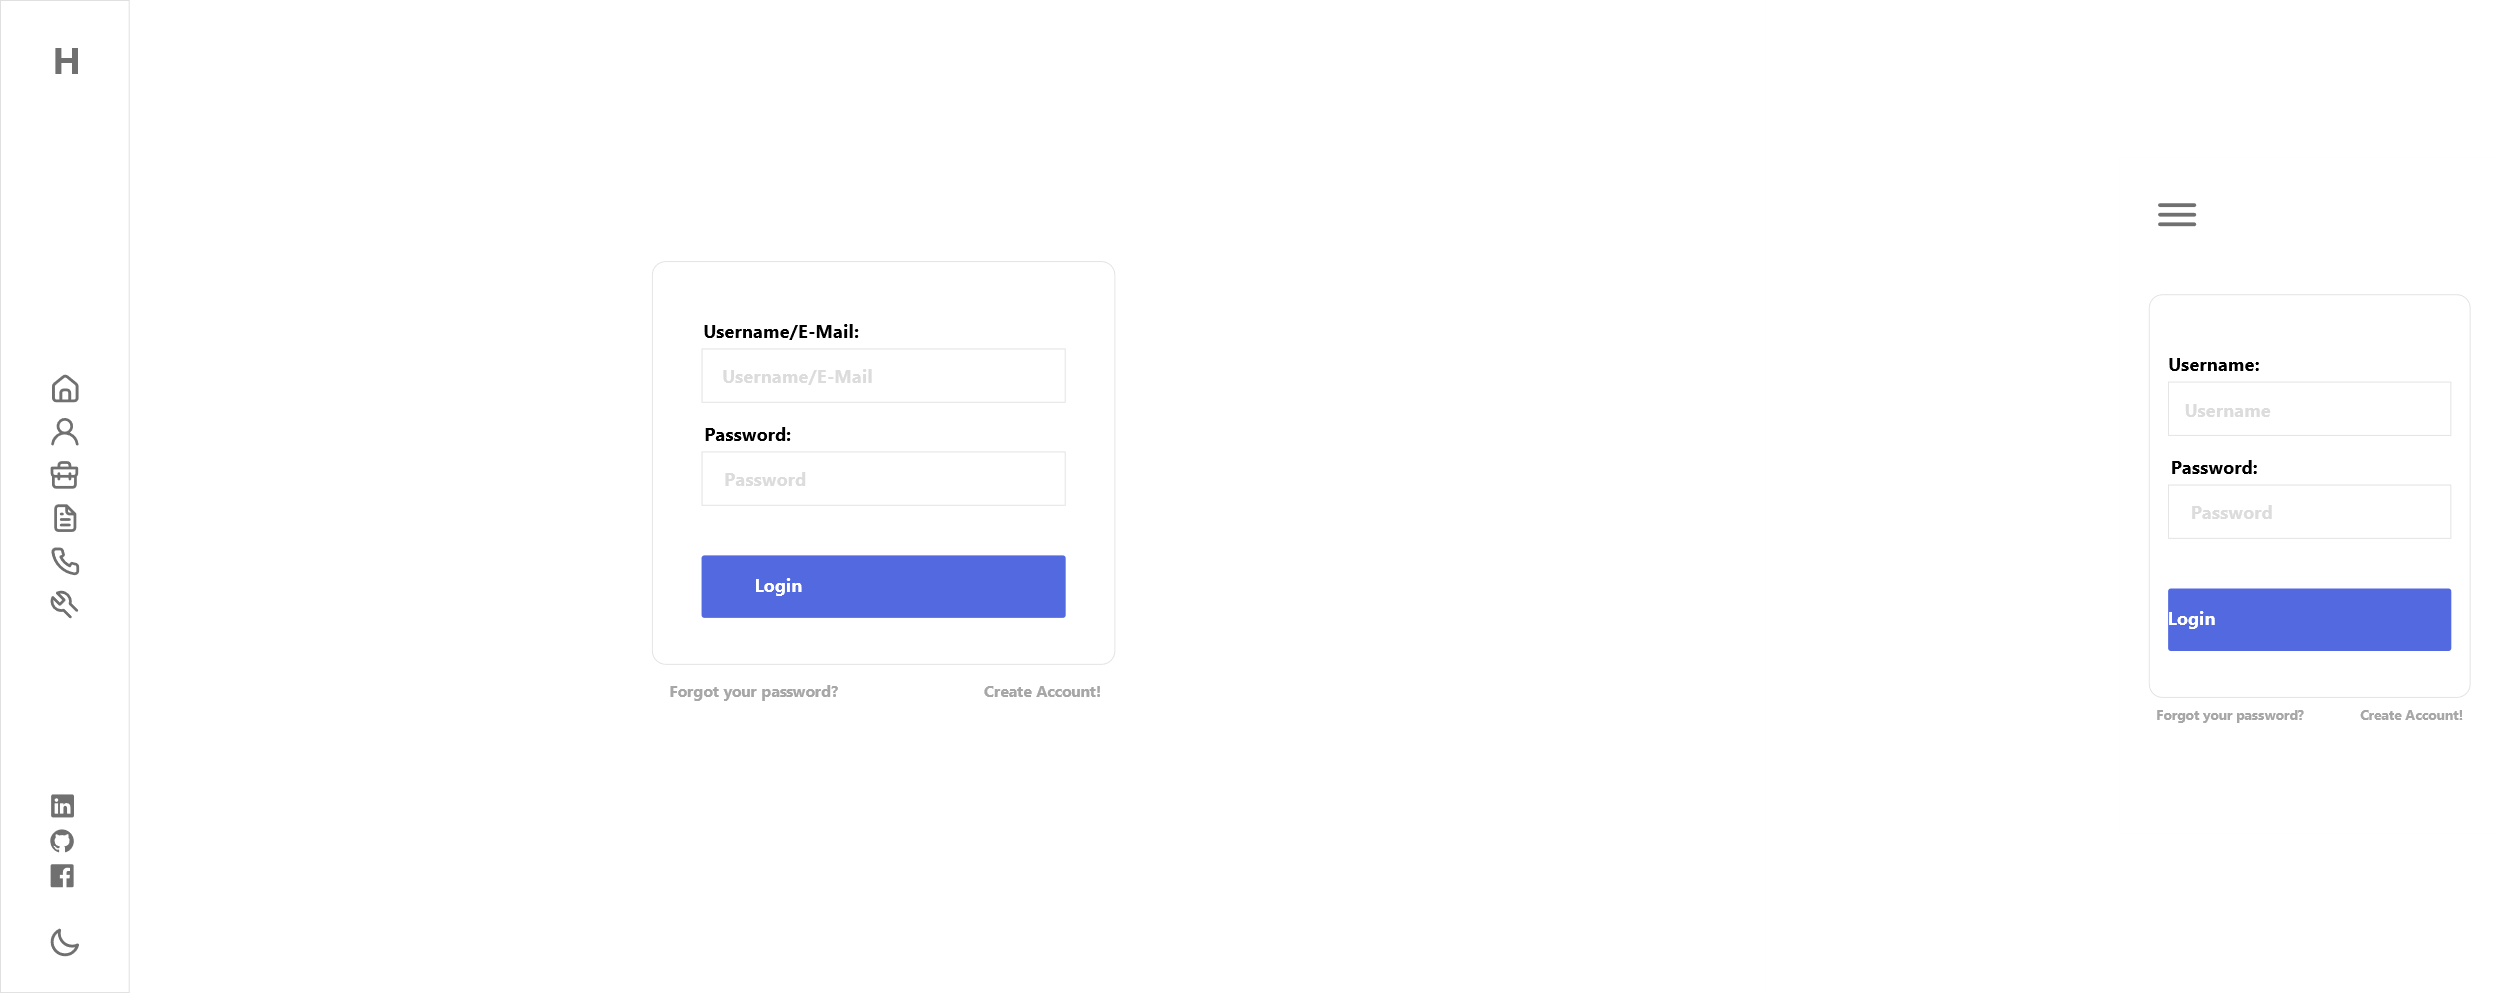 H
Username/E-Mail:
Username/E-Mail
Password:
Password
Login
Forgot your password? Create Account!
in
Username:
Username
Password:
Password
Login
Forgot your password? Create Account!